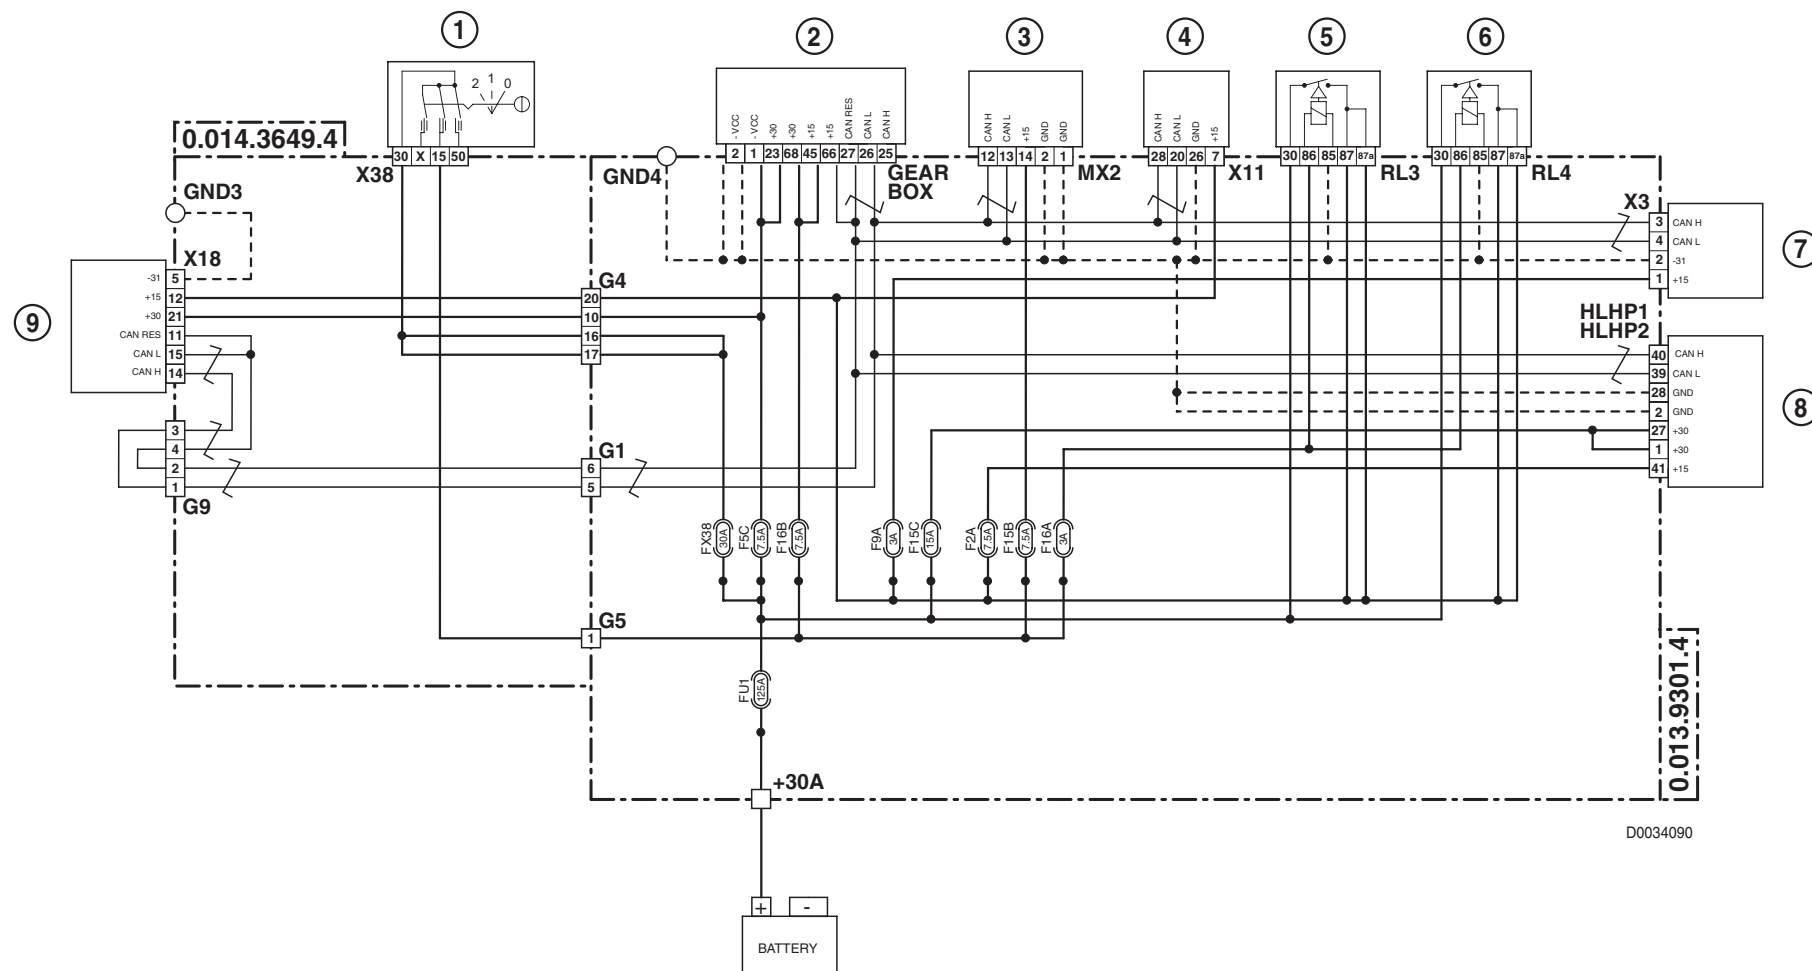 1
2
3
4
5
6
2 1 0
0.014.3649.4
30 X 15 50
X38
- VCC
- VCC
+30
+30
+15
+15
CAN RES
CAN L
CAN H
2 1 23 68 45 66 27 26 25
GEAR
BOX
CAN H
CAN L
+15
GND
GND
12 13 14 2 1
MX2
CAN H
CAN L
GND
+15
28 20 26 7
X11
30 86 85 87 87a
RL3
30 86 85 87 87a
RL4
GND3
GND4
X18
-31 5
+15 12
+30 21
CAN RES 11
CAN L 15
CAN H 14
9
3
4
2
1
G9
G4
20
10
16
17
G1
6
5
X3
3 CAN H
4 CAN L
2 -31
1 +15
7
HLHP1
HLHP2
40 CAN H
39 CAN L
28 GND
2 GND
27 +30
1 +30
41 +15
8
FX38 30A
F5C 7.5A
F16B 7.5A
F9A 3A
F15C 15A
F2A 7.5A
F15B 7.5A
F16A 3A
G5
1
FU1 125A
+30A
0.013.9301.4
D0034090
+ -
BATTERY